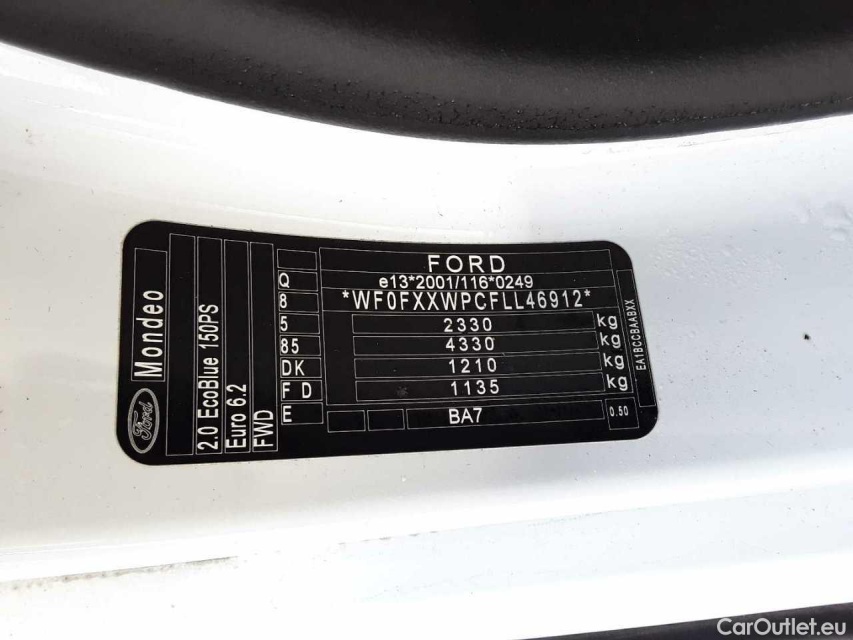 FORD
e13*2001/116*0249
*WF0FXXWPCFLL46912*
2330 kg
4330 kg
1210 kg
1135 kg
BA7
0.50
Q
8
5
85
DK
F D
E
Mondeo
Ford
2.0 EcoBlue 150PS
Euro 6.2
FWD
EA1BCCBAABXX
CarOutlet.eu